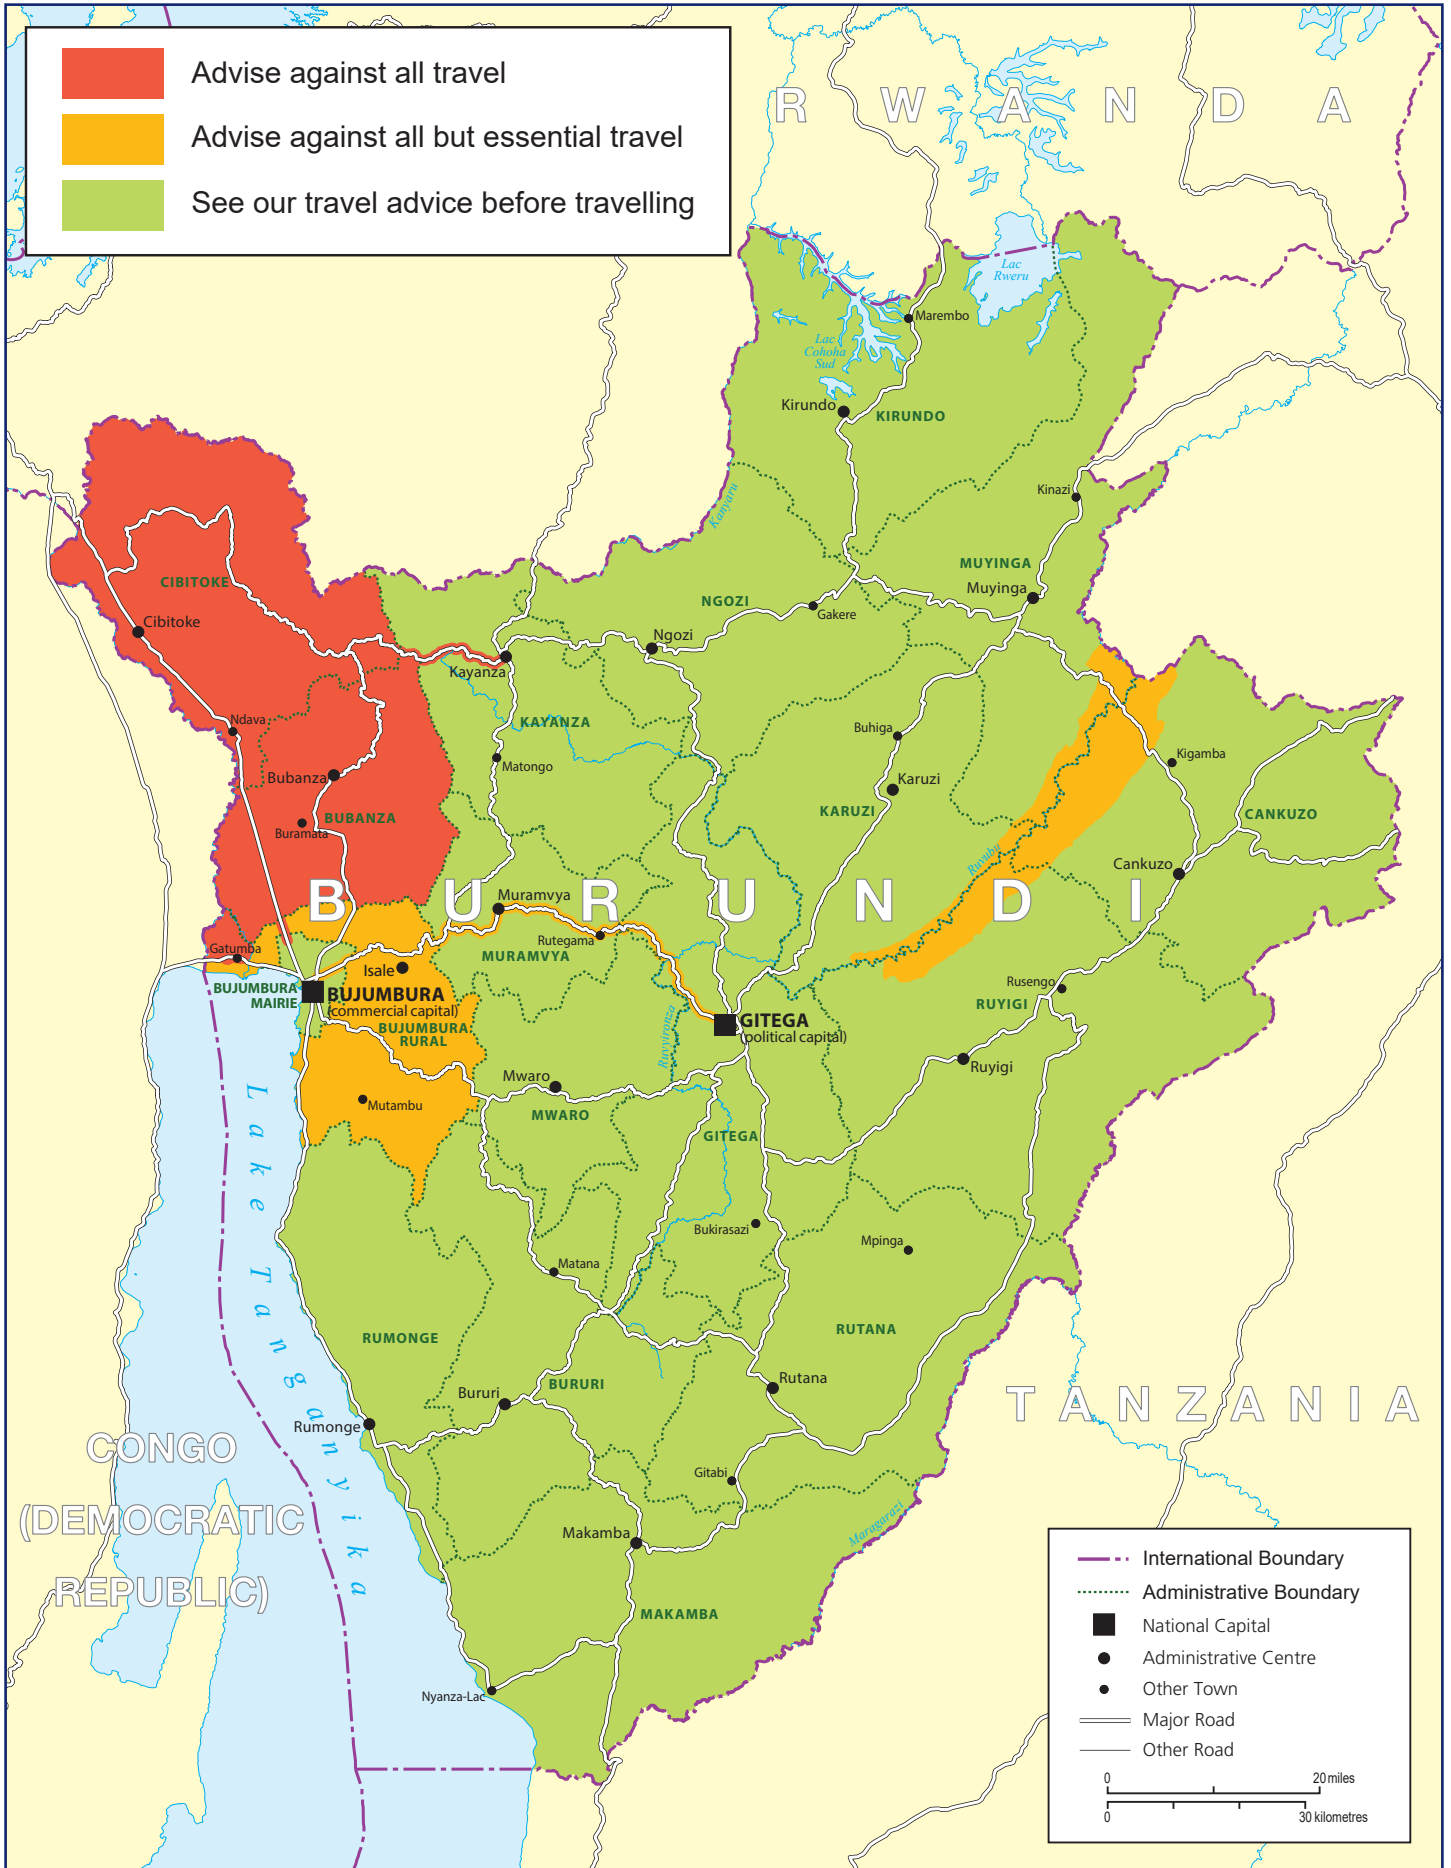 Advise against all travel
Advise against all but essential travel
See our travel advice before travelling
RWANDA
Lac
Rweru
Marembo
Lac
Cohoha
Sud
Kirundo
KIRUNDO
Kinazi
Kanyaru
MUYINGA
Muyinga
CIBITOKE
NGOZI
Gakere
Cibitoke
Ngozi
Kayanza
KAYANZA
Ndava
Buhiga
Matongo
Kigamba
Bubanza
Karuzi
KARUZI
CANKUZO
BUBANZA
Buramata
Ruvubu
Cankuzo
BURUNDI
Muramvya
Rutegama
Gatumba
MURAMVYA
Isale
Rusengo
BUJUMBURA
MAIRIE
BUJUMBURA
(commercial capital)
RUYIGI
GITEGA
(political capital)
BUJUMBURA
RURAL
Ruvyironza
Ruyigi
Mwaro
Mutambu
MWARO
GITEGA
Lake Tanganyika
Bukirasazi
Mpinga
Matana
RUMONGE
RUTANA
Rutana
BURURI
Bururi
TANZANIA
Rumonge
CONGO
(DEMOCRATIC
REPUBLIC)
Gitabi
Maragarazi
Makamba
MAKAMBA
Nyanza-Lac
International Boundary
Administrative Boundary
National Capital
Administrative Centre
Other Town
Major Road
Other Road
0 20 miles
0 30 kilometres